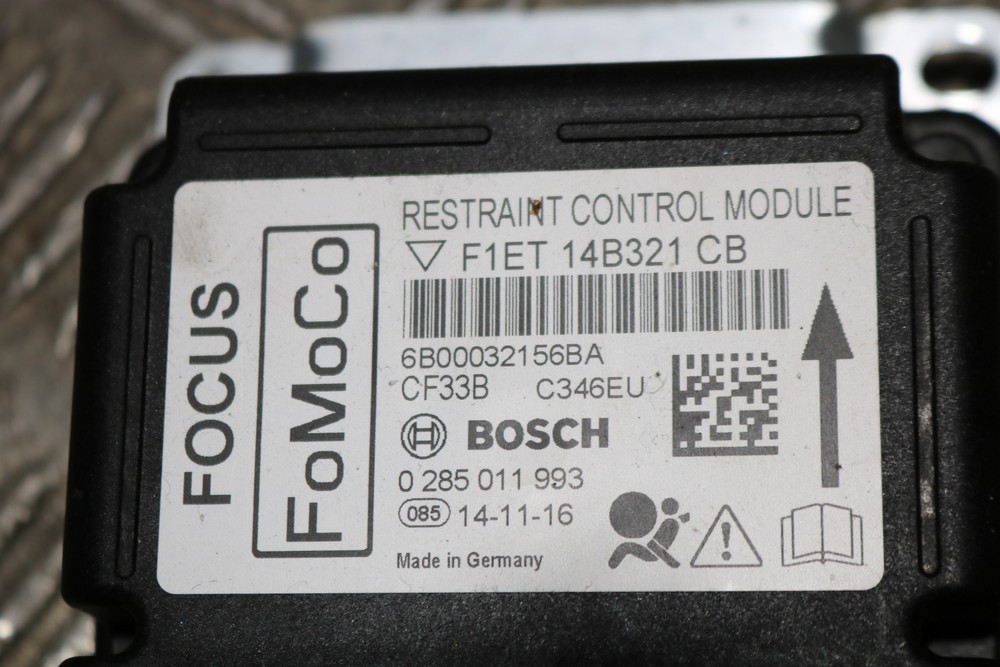 FOCUS
FoMoCo
RESTRAINT CONTROL MODULE
F1ET 14B321 CB
6B00032156BA
CF33B C346EU
BOSCH
0 285 011 993
085 14-11-16
Made in Germany